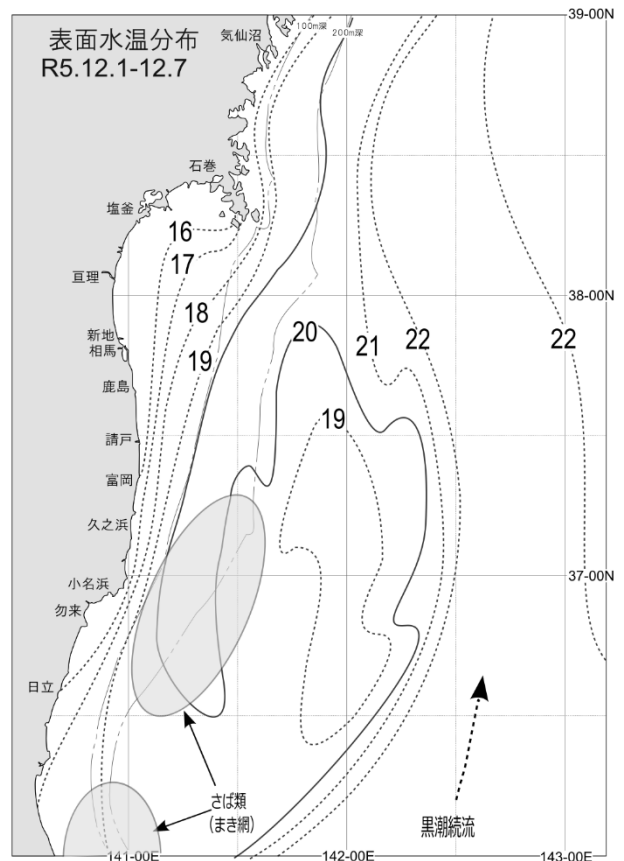 表面水温分布
R5.12.1-12.7
気仙沼
100m深
200m深
39-00N
石巻
塩釜
16
17
亘理
38-00N
18
新地
相馬
19
20
21
22
22
鹿島
19
請戸
富岡
久之浜
小名浜
37-00N
勿来
日立
さば類
(まき網)
黒潮続流
141-00E
142-00E
143-00E